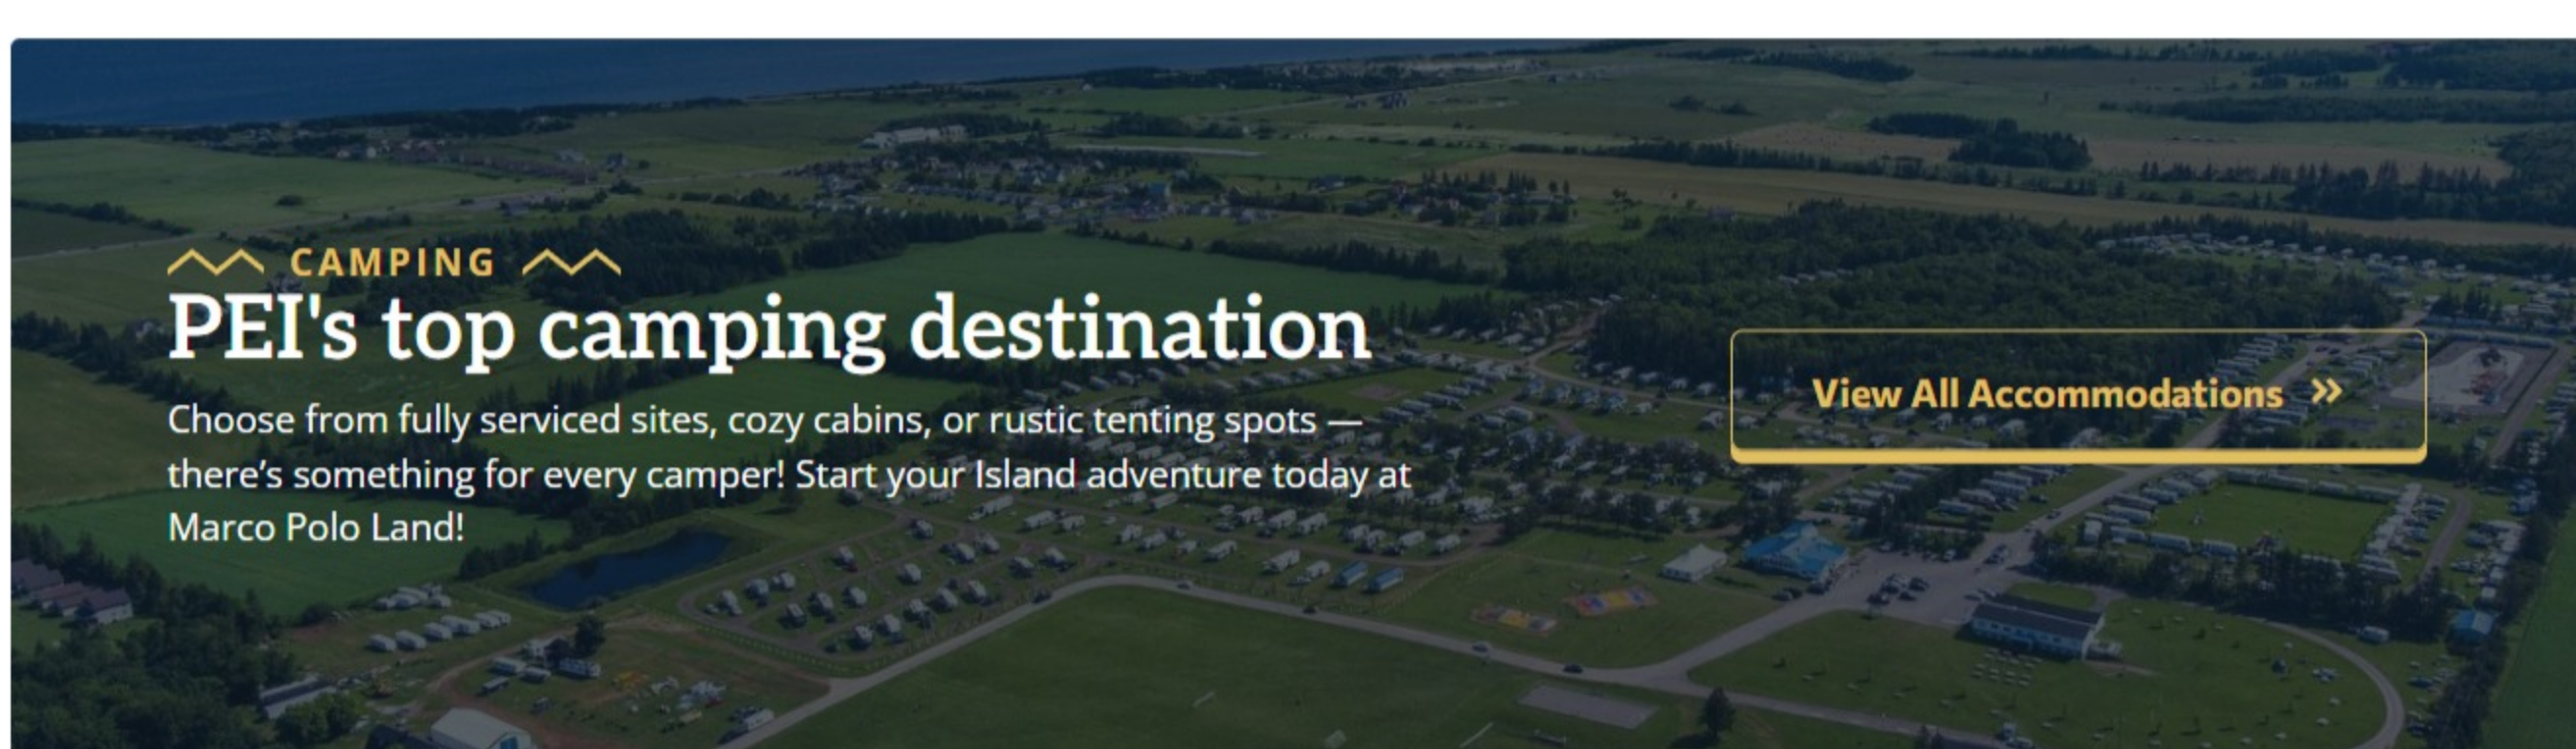 CAMPING
PEI's top camping destination
Choose from fully serviced sites, cozy cabins, or rustic tenting spots —
there’s something for every camper! Start your Island adventure today at
Marco Polo Land!
View All Accommodations »